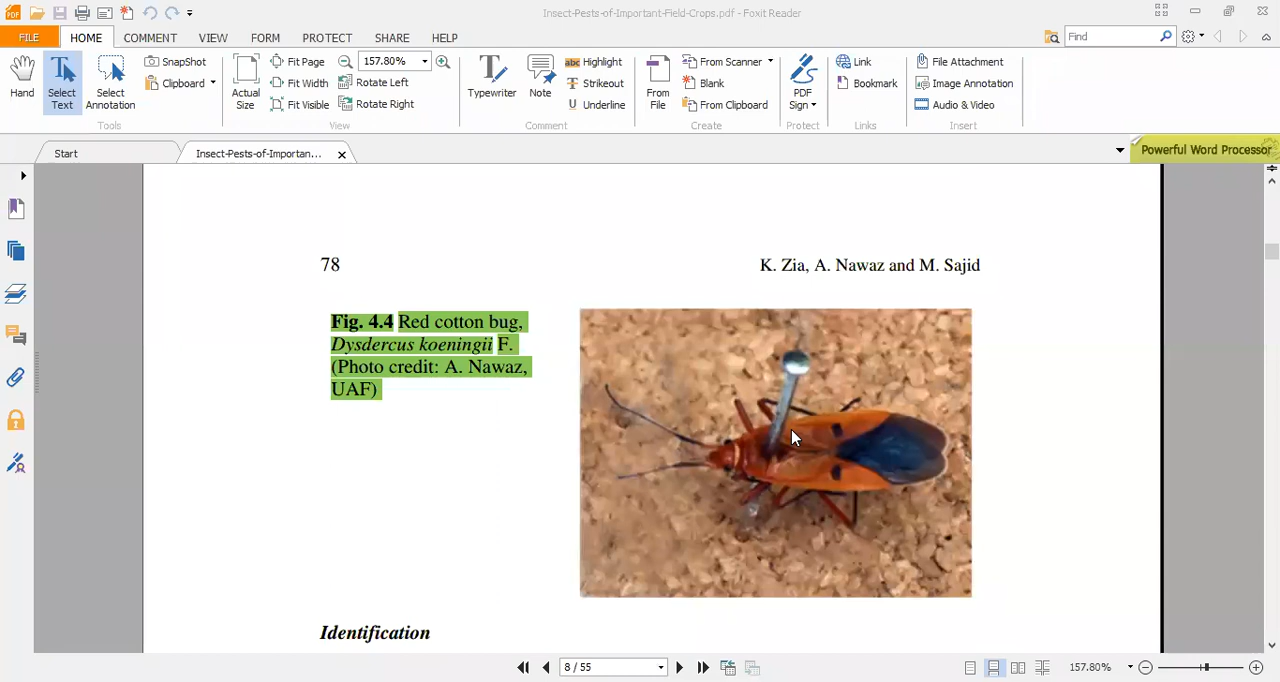 Insect-Pests-of-Important-Field-Crops.pdf - Foxit Reader
FILE HOME COMMENT VIEW FORM PROTECT SHARE HELP
Find
Hand
Select Text
Select Annotation
SnapShot
Clipboard
Tools
Actual Size
Fit Page
Fit Width
Fit Visible
157.80%
Rotate Left
Rotate Right
View
Typewriter
Note
abc Highlight
Strikeout
Underline
Comment
From File
From Scanner
Blank
From Clipboard
Create
PDF Sign
Protect
Link
Bookmark
Links
File Attachment
Image Annotation
Audio & Video
Insert
Start
Insect-Pests-of-Importan...
Powerful Word Processor
78
K. Zia, A. Nawaz and M. Sajid
Fig. 4.4 Red cotton bug,
Dysdercus koeningii F.
(Photo credit: A. Nawaz,
UAF)
Identification
8 / 55
157.80%